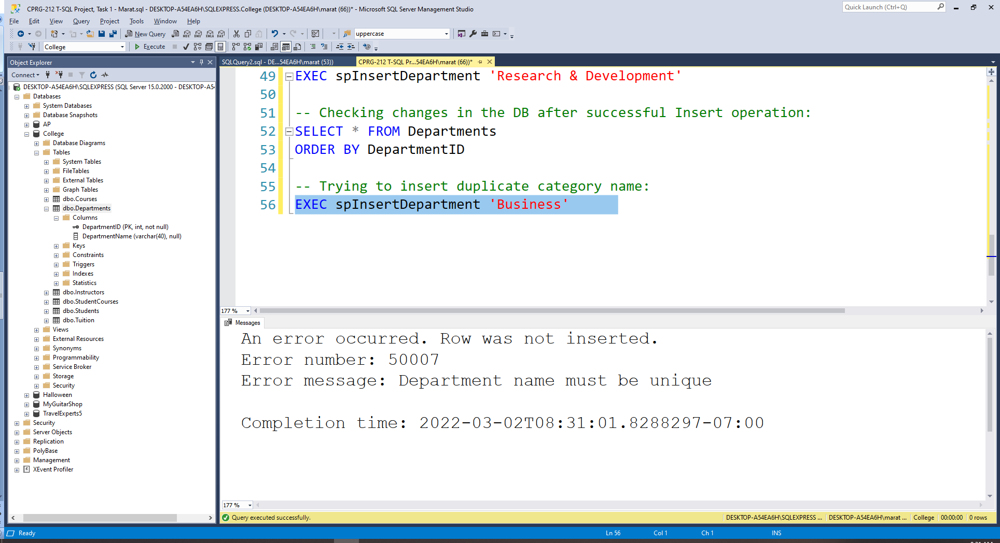 CPRG-212 T-SQL Project, Task 1 - Marat.sql - DESKTOP-A54EA6H\SQLEXPRESS.College (DESKTOP-A54EA6H\marat (66))* - Microsoft SQL Server Management Studio
Quick Launch (Ctrl+Q)
File Edit View Query Project Tools Window Help
New Query
MDX DMX XMLA DAX
uppercase
College
Execute
Object Explorer
SQLQuery2.sql - DE...54EA6H\marat (53))
CPRG-212 T-SQL Pr...54EA6H\marat (66))*
Connect
DESKTOP-A54EA6H\SQLEXPRESS (SQL Server 15.0.2000 - DESKTOP-A54
Databases
System Databases
Database Snapshots
AP
College
Database Diagrams
Tables
System Tables
FileTables
External Tables
Graph Tables
dbo.Courses
dbo.Departments
Columns
DepartmentID (PK, int, not null)
DepartmentName (varchar(40), null)
Keys
Constraints
Triggers
Indexes
Statistics
dbo.Instructors
dbo.StudentCourses
dbo.Students
dbo.Tuition
Views
External Resources
Synonyms
Programmability
Service Broker
Storage
Security
Halloween
MyGuitarShop
TravelExperts5
Security
Server Objects
Replication
PolyBase
Management
XEvent Profiler
49 EXEC spInsertDepartment 'Research & Development'
50
51 -- Checking changes in the DB after successful Insert operation:
52 SELECT * FROM Departments
53 ORDER BY DepartmentID
54
55 -- Trying to insert duplicate category name:
56 EXEC spInsertDepartment 'Business'
177 %
Messages
An error occurred. Row was not inserted.
Error number: 50007
Error message: Department name must be unique
Completion time: 2022-03-02T08:31:01.8288297-07:00
177 %
Query executed successfully.
DESKTOP-A54EA6H\SQLEXPRESS ... DESKTOP-A54EA6H\marat ... College 00:00:00 0 rows
Ready
Ln 56 Col 1 Ch 1 INS